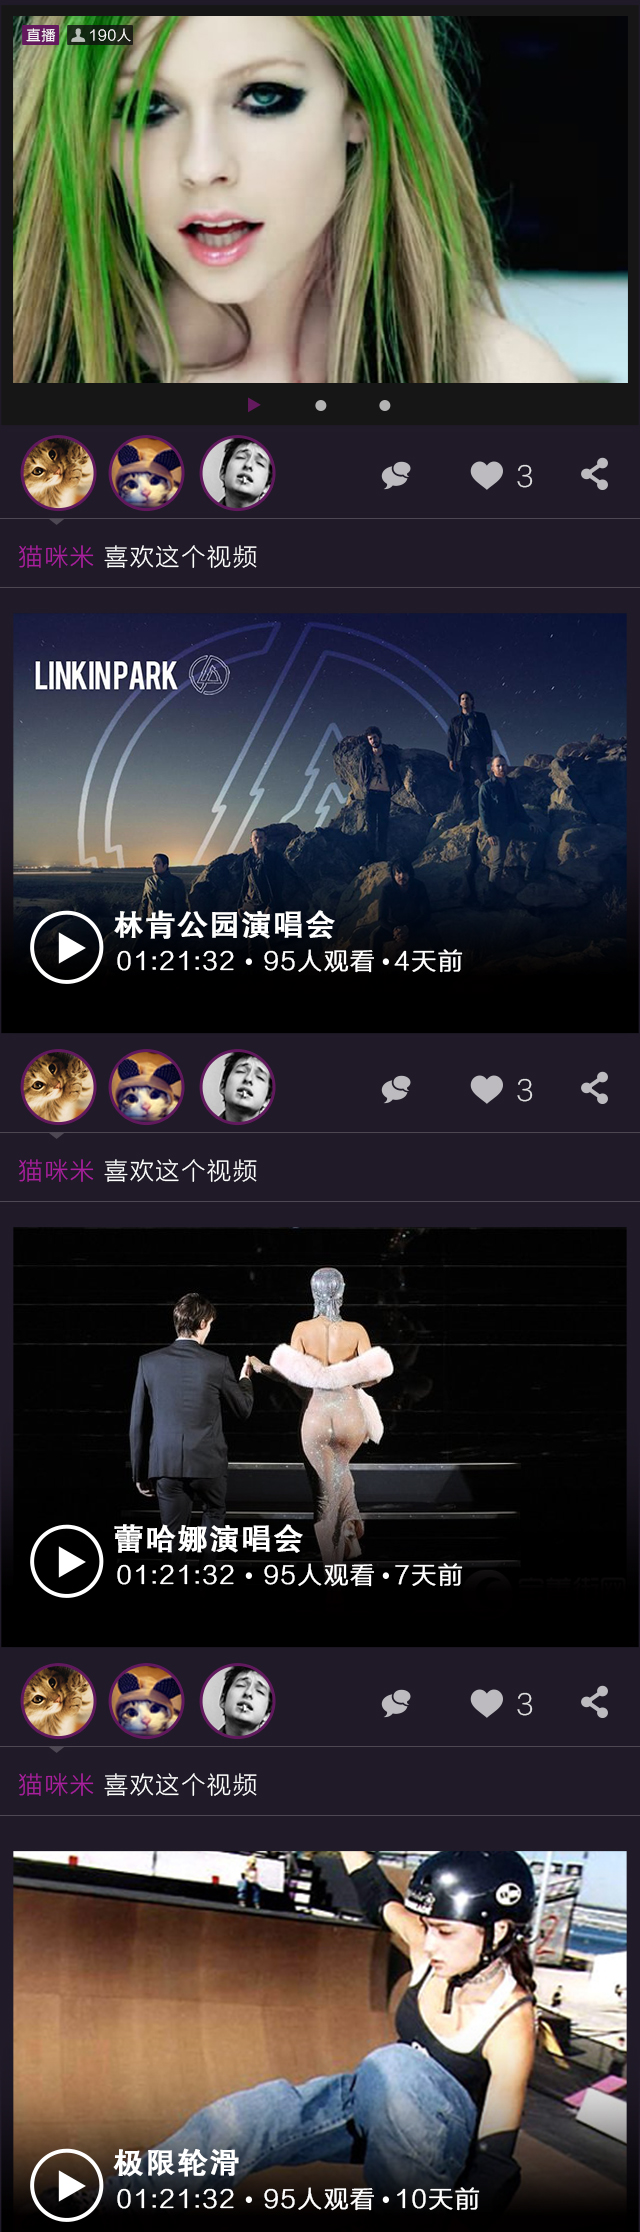 直播 190人
3
猫咪米 喜欢这个视频
LINKIN PARK
林肯公园演唱会
01:21:32 • 95人观看 • 4天前
3
猫咪米 喜欢这个视频
蕾哈娜演唱会
01:21:32 • 95人观看 • 7天前
3
猫咪米 喜欢这个视频
极限轮滑
01:21:32 • 95人观看 • 10天前